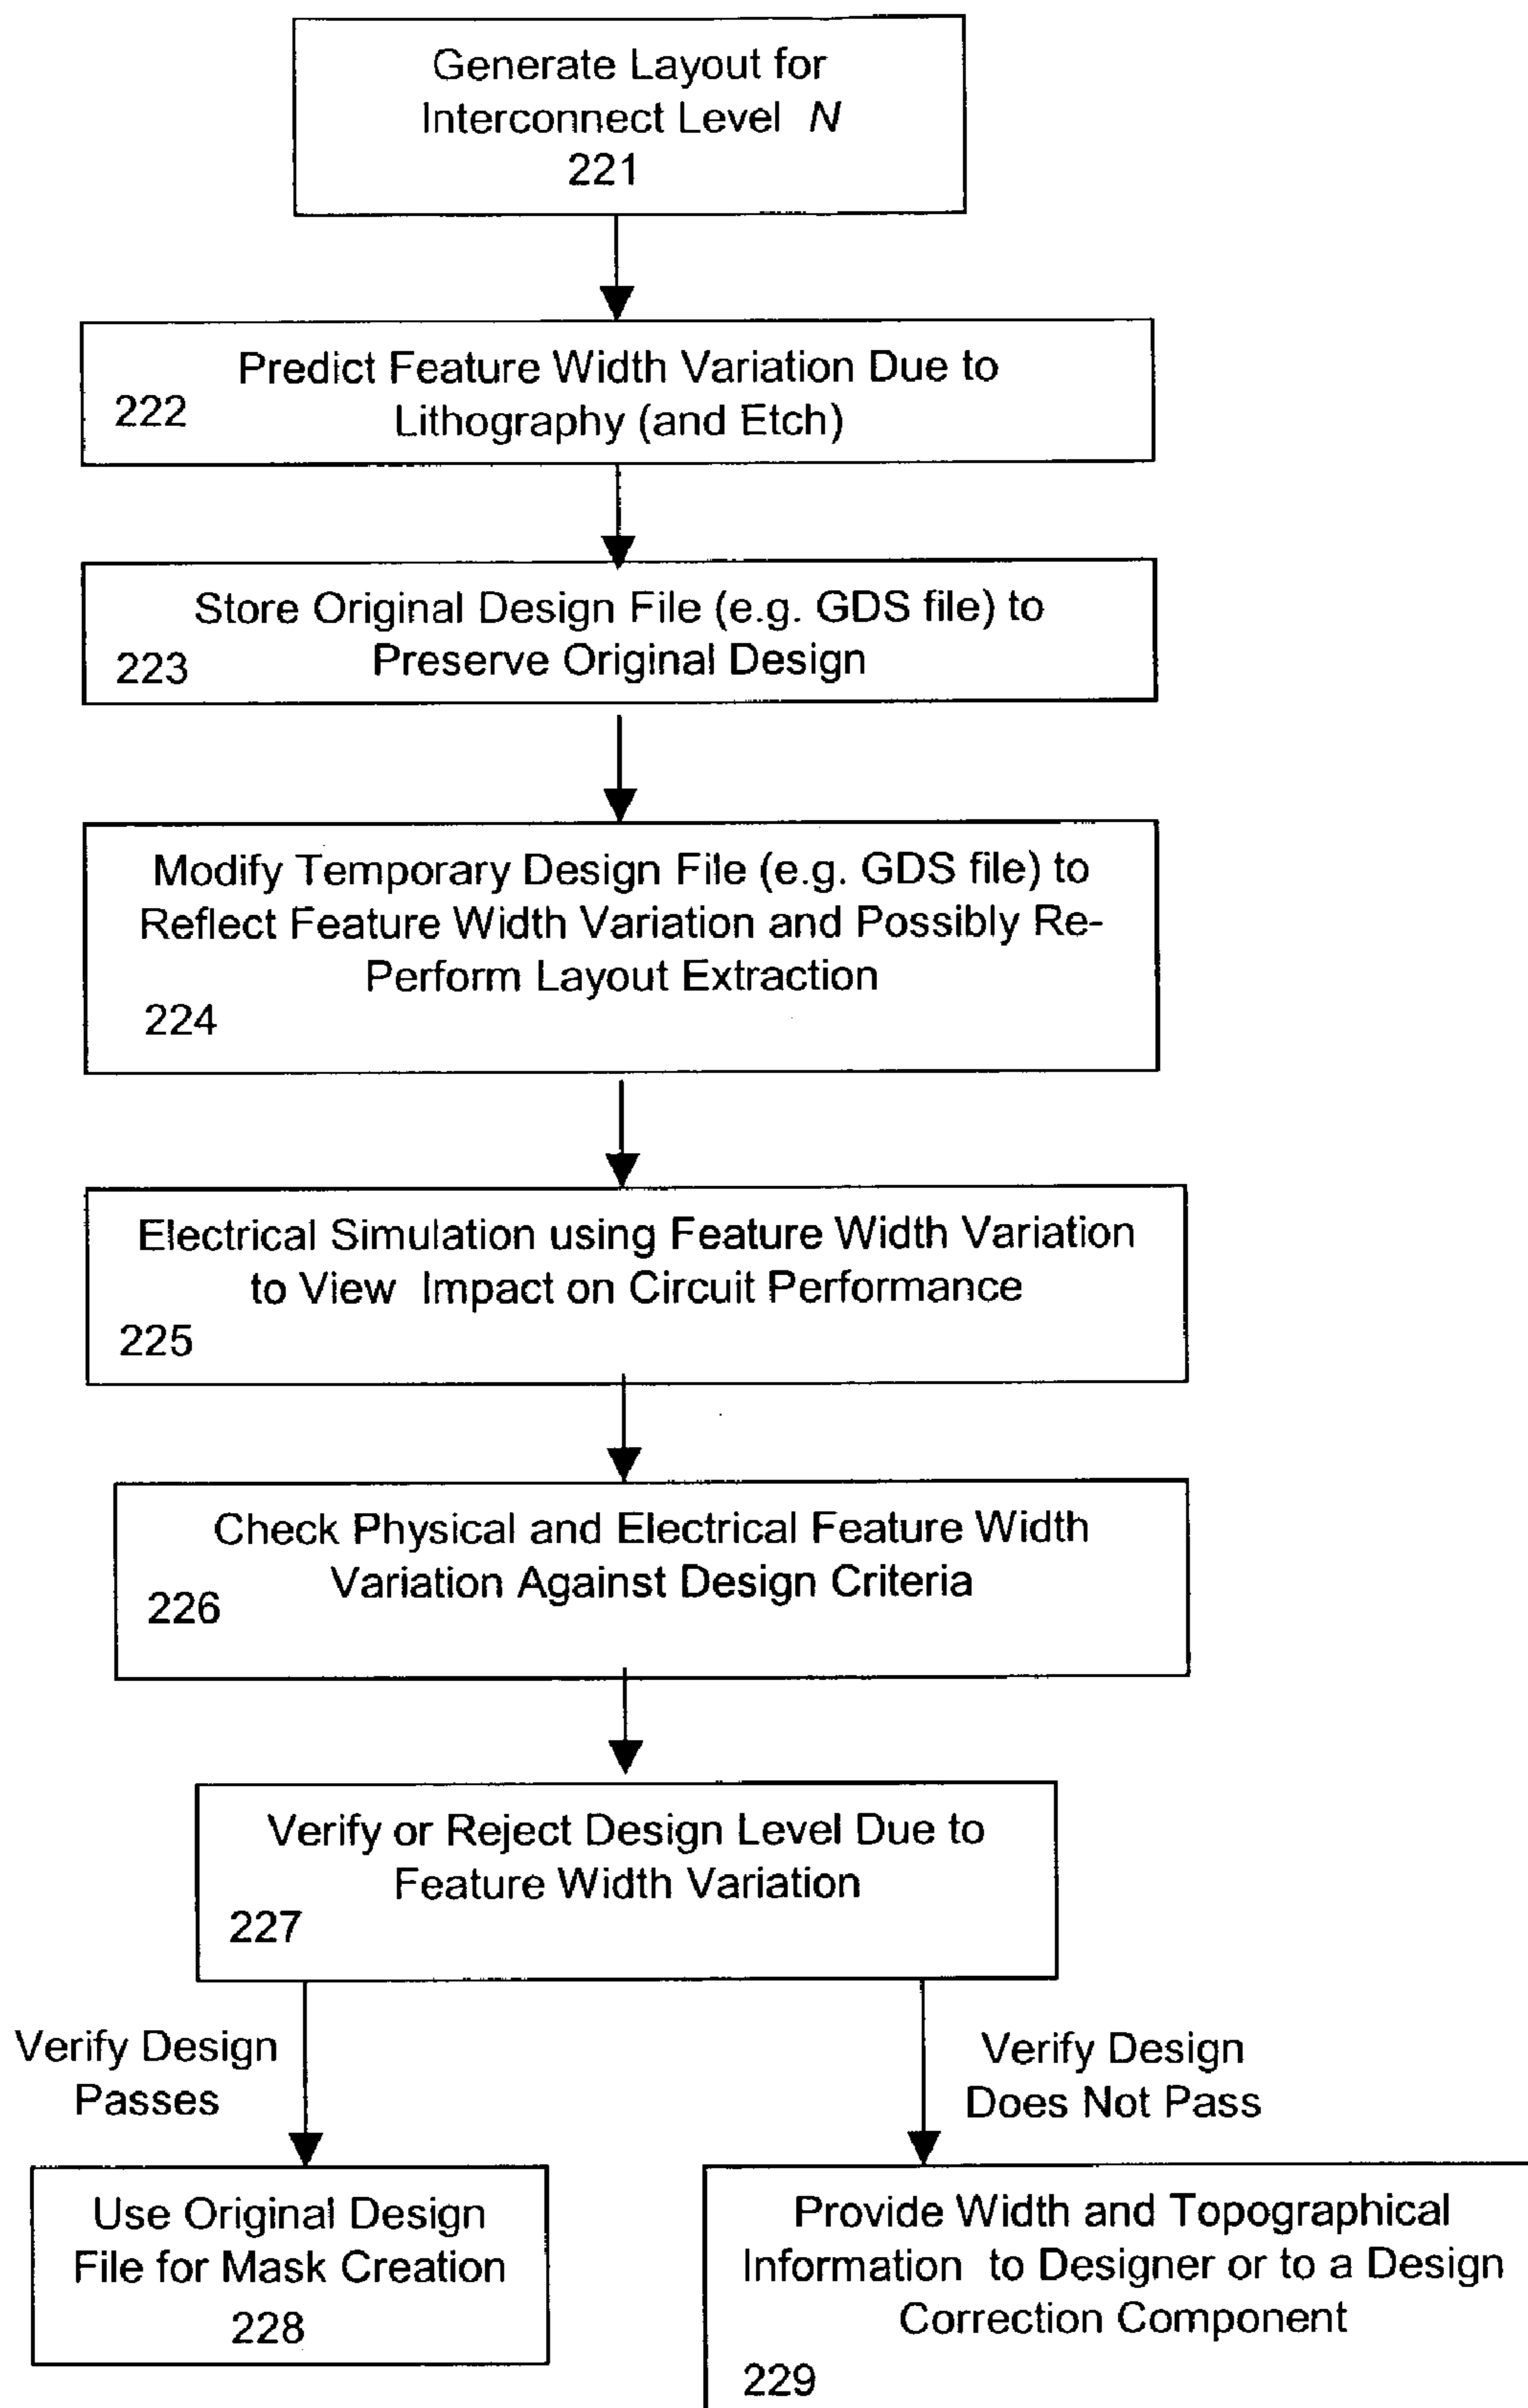 Generate Layout for
Interconnect Level N
221
Predict Feature Width Variation Due to
Lithography (and Etch)
222
Store Original Design File (e.g. GDS file) to
Preserve Original Design
223
Modify Temporary Design File (e.g. GDS file) to
Reflect Feature Width Variation and Possibly Re-
Perform Layout Extraction
224
Electrical Simulation using Feature Width Variation
to View Impact on Circuit Performance
225
Check Physical and Electrical Feature Width
Variation Against Design Criteria
226
Verify or Reject Design Level Due to
Feature Width Variation
227
Verify Design
Passes
Verify Design
Does Not Pass
Use Original Design
File for Mask Creation
228
Provide Width and Topographical
Information to Designer or to a Design
Correction Component
229